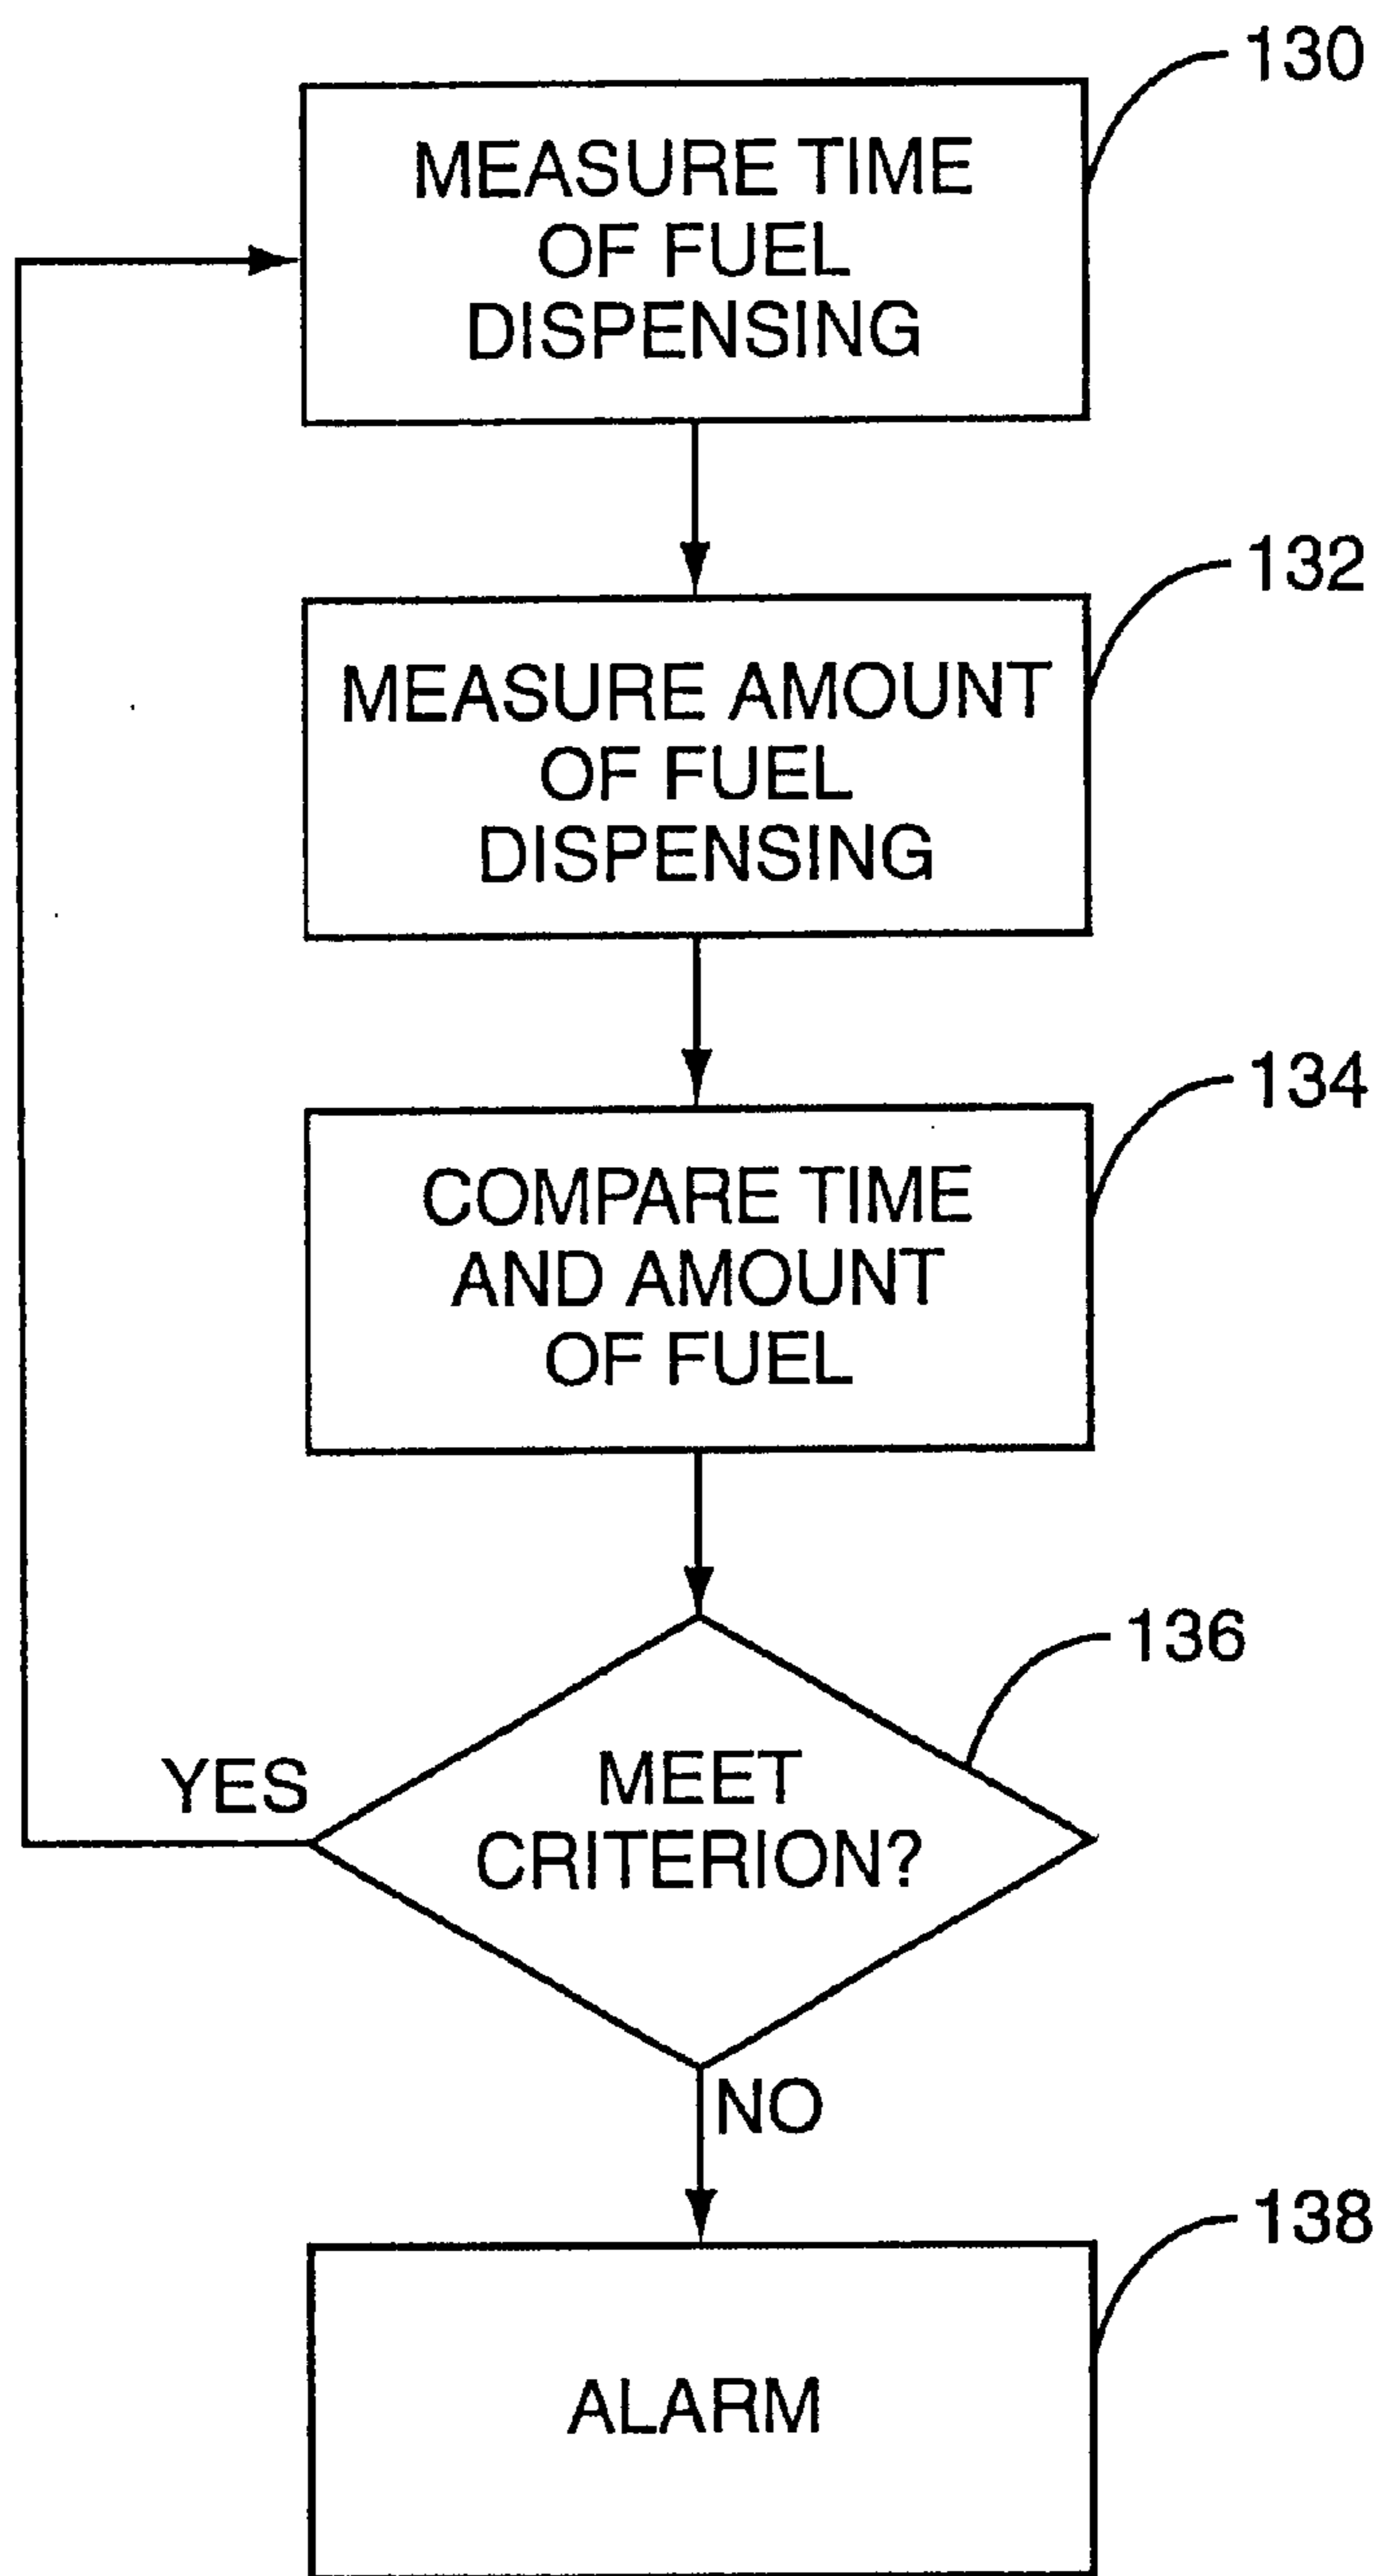 130
MEASURE TIME
OF FUEL
DISPENSING
132
MEASURE AMOUNT
OF FUEL
DISPENSING
134
COMPARE TIME
AND AMOUNT
OF FUEL
136
YES
MEET
CRITERION?
NO
138
ALARM